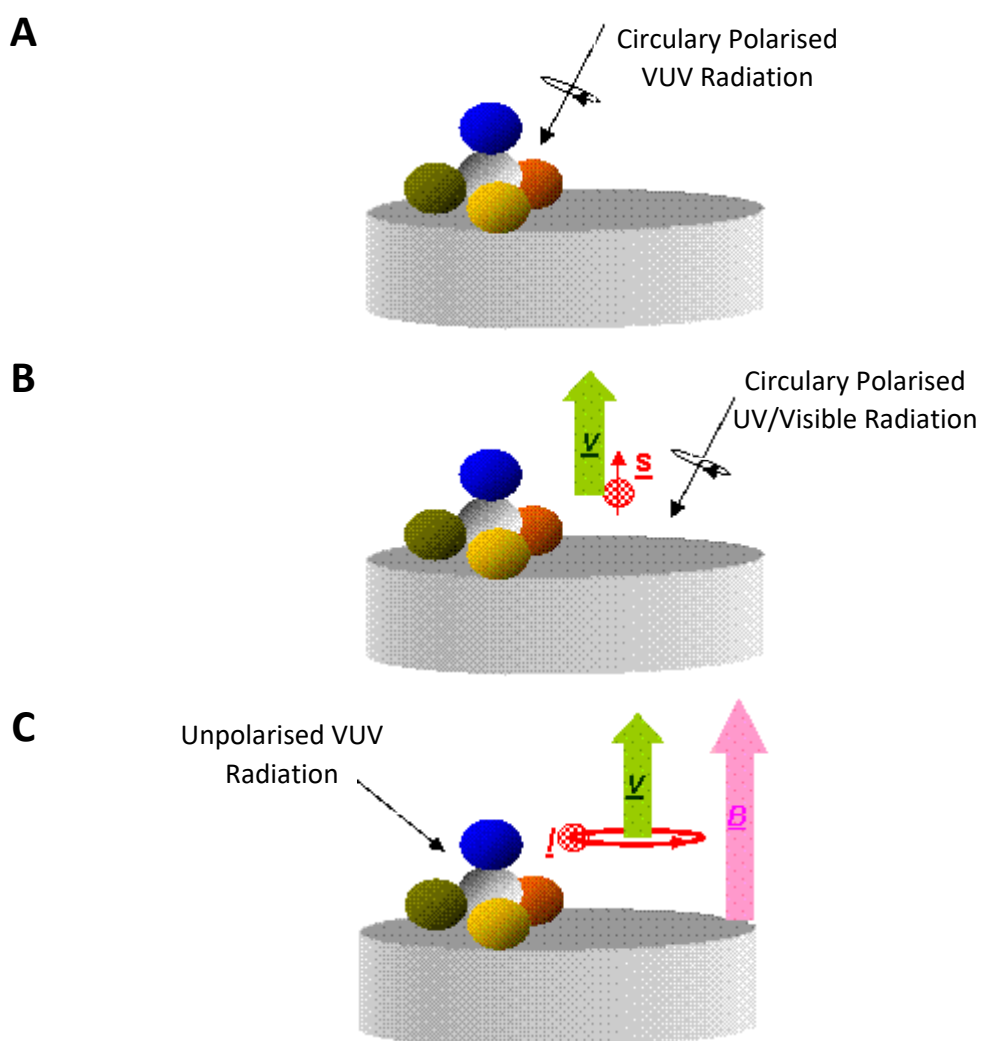 A
Circulary Polarised
VUV Radiation
B
Circulary Polarised
UV/Visible Radiation
v
s
C
Unpolarised VUV
Radiation
v
l
B